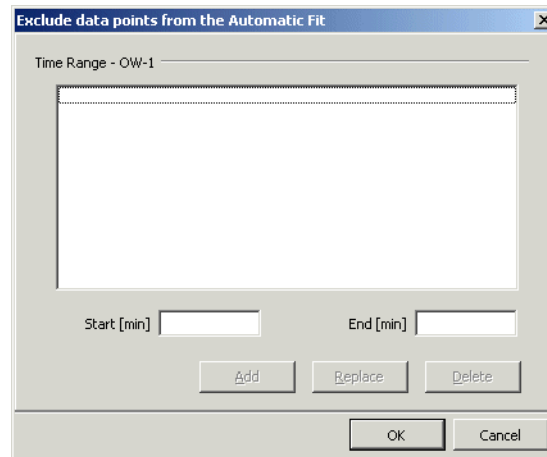 Exclude data points from the Automatic Fit
Time Range - OW-1
Start [min] End [min]
Add Replace Delete
OK Cancel